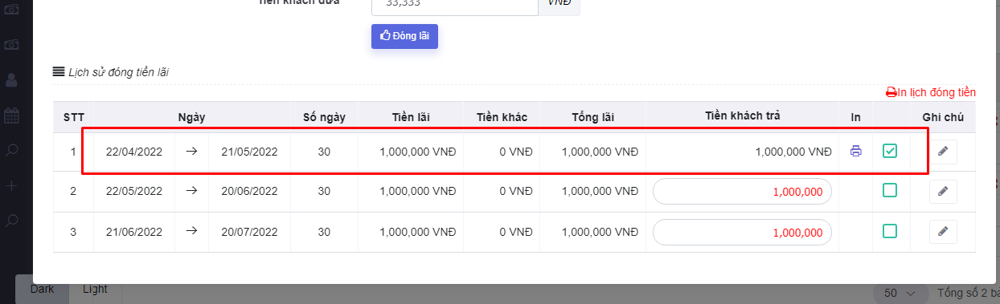 Tiền khách đưa 33,333 VNĐ
Đóng lãi
Lịch sử đóng tiền lãi
In lịch đóng tiền
STT Ngày Số ngày Tiền lãi Tiền khác Tổng lãi Tiền khách trả In Ghi chú
1 22/04/2022 → 21/05/2022 30 1,000,000 VNĐ 0 VNĐ 1,000,000 VNĐ 1,000,000 VNĐ
2 22/05/2022 → 20/06/2022 30 1,000,000 VNĐ 0 VNĐ 1,000,000 VNĐ 1,000,000
3 21/06/2022 → 20/07/2022 30 1,000,000 VNĐ 0 VNĐ 1,000,000 VNĐ 1,000,000
Dark Light 50 Tổng số 2